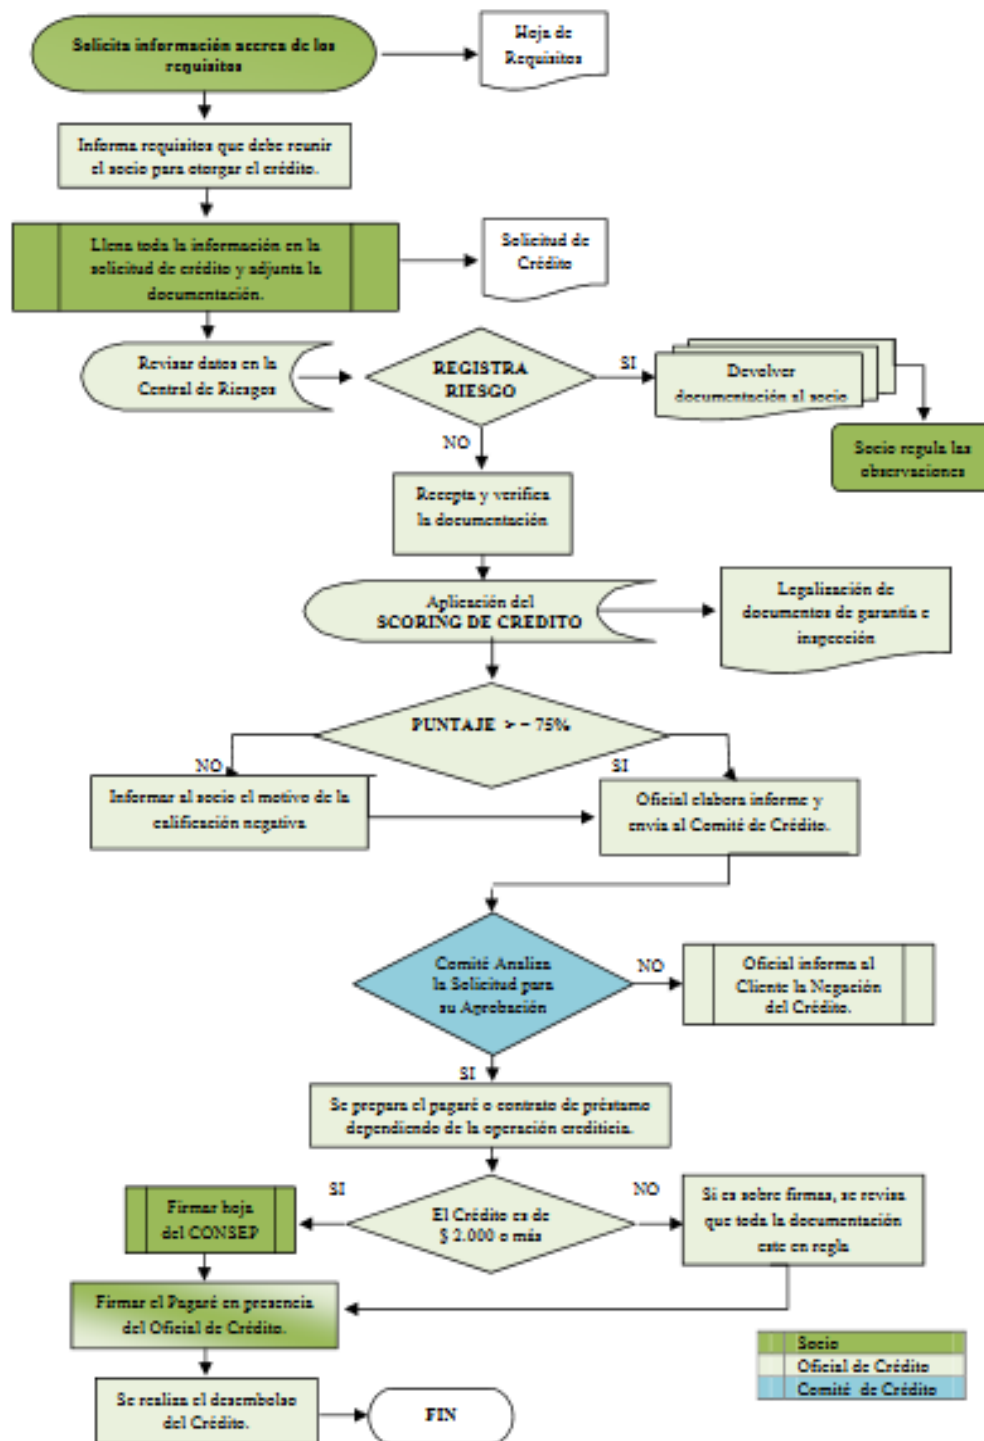 Solicita información acerca de los
requisitos
Hoja de
Requisitos
Informa requisitos que debe reunir
el socio para otorgar el crédito.
Llena toda la información en la
solicitud de crédito y adjunta la
documentación.
Solicitud de
Crédito
Revisar datos en la
Central de Riesgos
REGISTRA
RIESGO
SI
Devolver
documentación al socio
NO
Socio regula las
observaciones
Recepta y verifica
la documentación
Aplicación del
SCORING DE CREDITO
Legalización de
documentos de garantía e
inspección
PUNTAJE > = 75%
NO
SI
Informar al socio el motivo de la
calificación negativa
Oficial elabora informe y
envía al Comité de Crédito.
Comité Analiza
la Solicitud para
su Aprobación
NO
Oficial informa al
Cliente la Negación
del Crédito.
SI
Se prepara el pagaré o contrato de préstamo
dependiendo de la operación crediticia.
SI
NO
Firmar hoja
del CONSEP
El Crédito es de
$ 2.000 o más
Si es sobre firmas, se revisa
que toda la documentación
este en regla
Firmar el Pagaré en presencia
del Oficial de Crédito.
Socio
Oficial de Crédito
Comité de Crédito
Se realiza el desembolso
del Crédito.
FIN